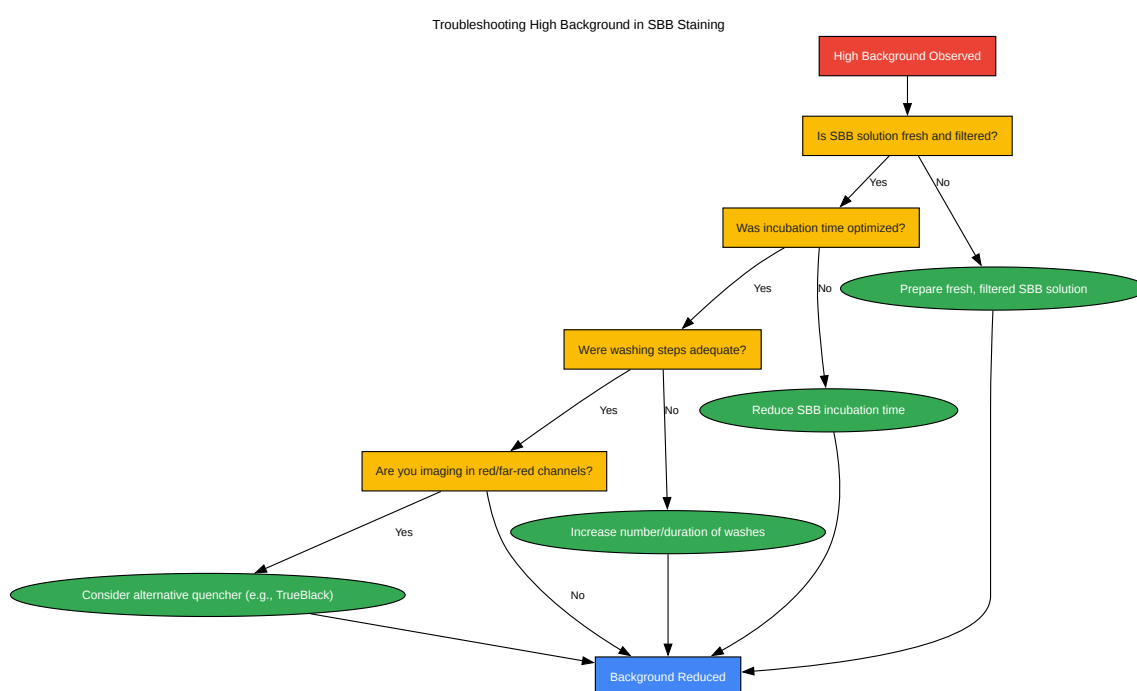 Troubleshooting High Background in SBB Staining
High Background Observed
Is SBB solution fresh and filtered?
Yes
No
Was incubation time optimized?
Yes
No
Prepare fresh, filtered SBB solution
Were washing steps adequate?
Yes
No
Reduce SBB incubation time
Are you imaging in red/far-red channels?
Yes
No
Increase number/duration of washes
Consider alternative quencher (e.g., TrueBlack)
Background Reduced